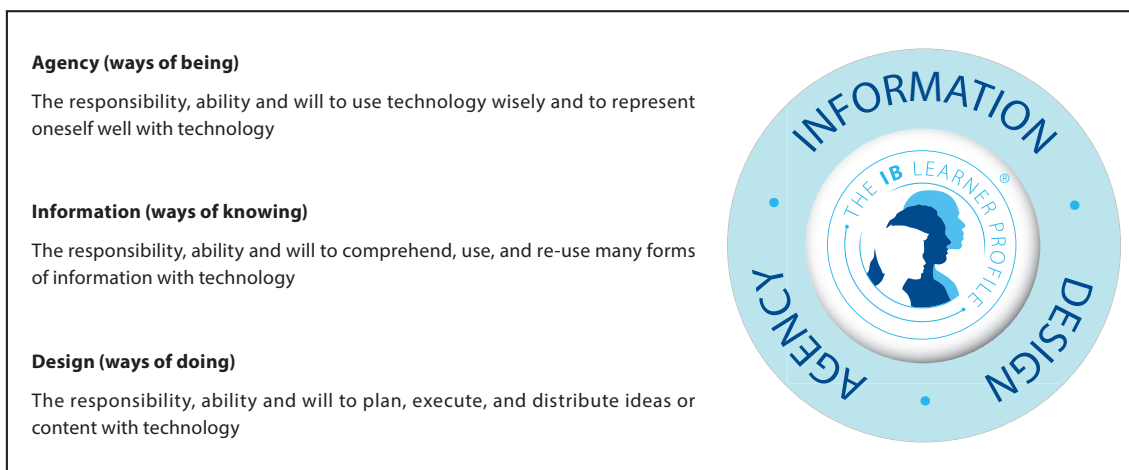 Agency (ways of being)
The responsibility, ability and will to use technology wisely and to represent
oneself well with technology
Information (ways of knowing)
The responsibility, ability and will to comprehend, use, and re-use many forms
of information with technology
Design (ways of doing)
The responsibility, ability and will to plan, execute, and distribute ideas or
content with technology
INFORMATION
THE IB LEARNER PROFILE ®
AGENCY
DESIGN